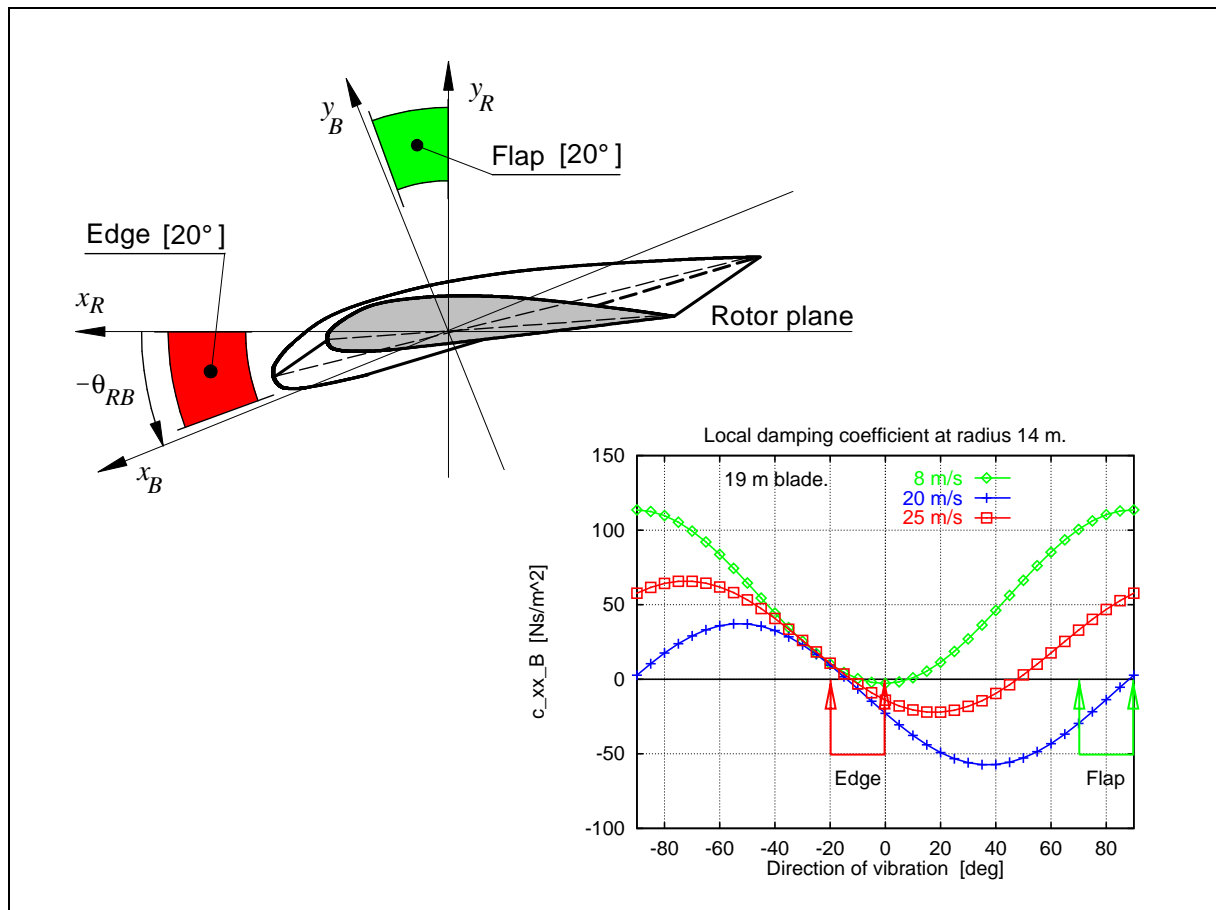 y_B
y_R
Flap [20°]
Edge [20°]
x_R
Rotor plane
−θ_RB
x_B
Local damping coefficient at radius 14 m.
150
100
50
0
-50
-100
c_xx_B [Ns/m^2]
19 m blade.
8 m/s
20 m/s
25 m/s
Edge
Flap
-80 -60 -40 -20 0 20 40 60 80
Direction of vibration [deg]